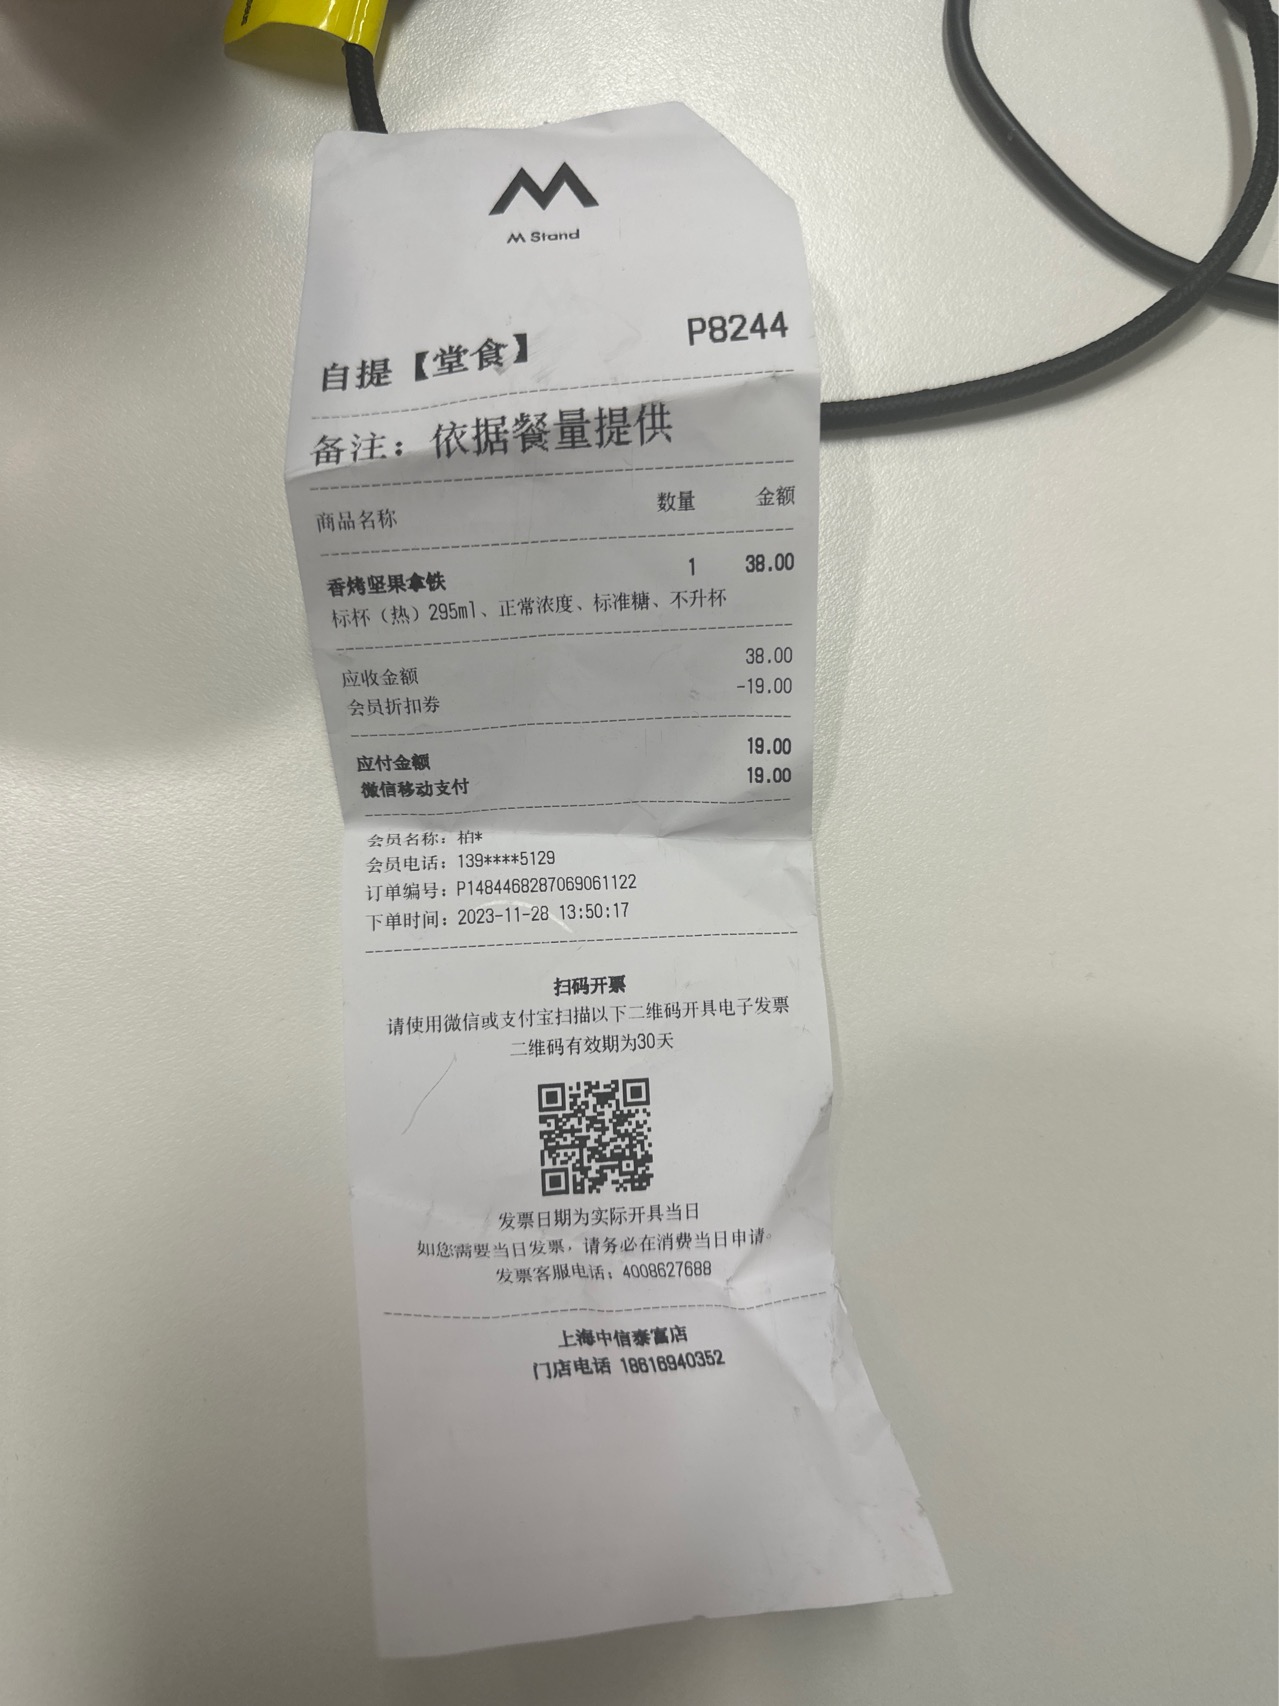 M Stand
自提【堂食】 P8244
备注：依据餐量提供
商品名称 数量 金额
香烤坚果拿铁 1 38.00
标杯（热）295ml、正常浓度、标准糖、不升杯
应收金额 38.00
会员折扣券 -19.00
应付金额 19.00
微信移动支付 19.00
会员名称：柏*
会员电话：139****5129
订单编号：P1484468287069061122
下单时间：2023-11-28 13:50:17
扫码开票
请使用微信或支付宝扫描以下二维码开具电子发票
二维码有效期为30天
发票日期为实际开具当日
如您需要当日发票，请务必在消费当日申请。
发票客服电话：4008627688
上海中信泰富店
门店电话 18616940352